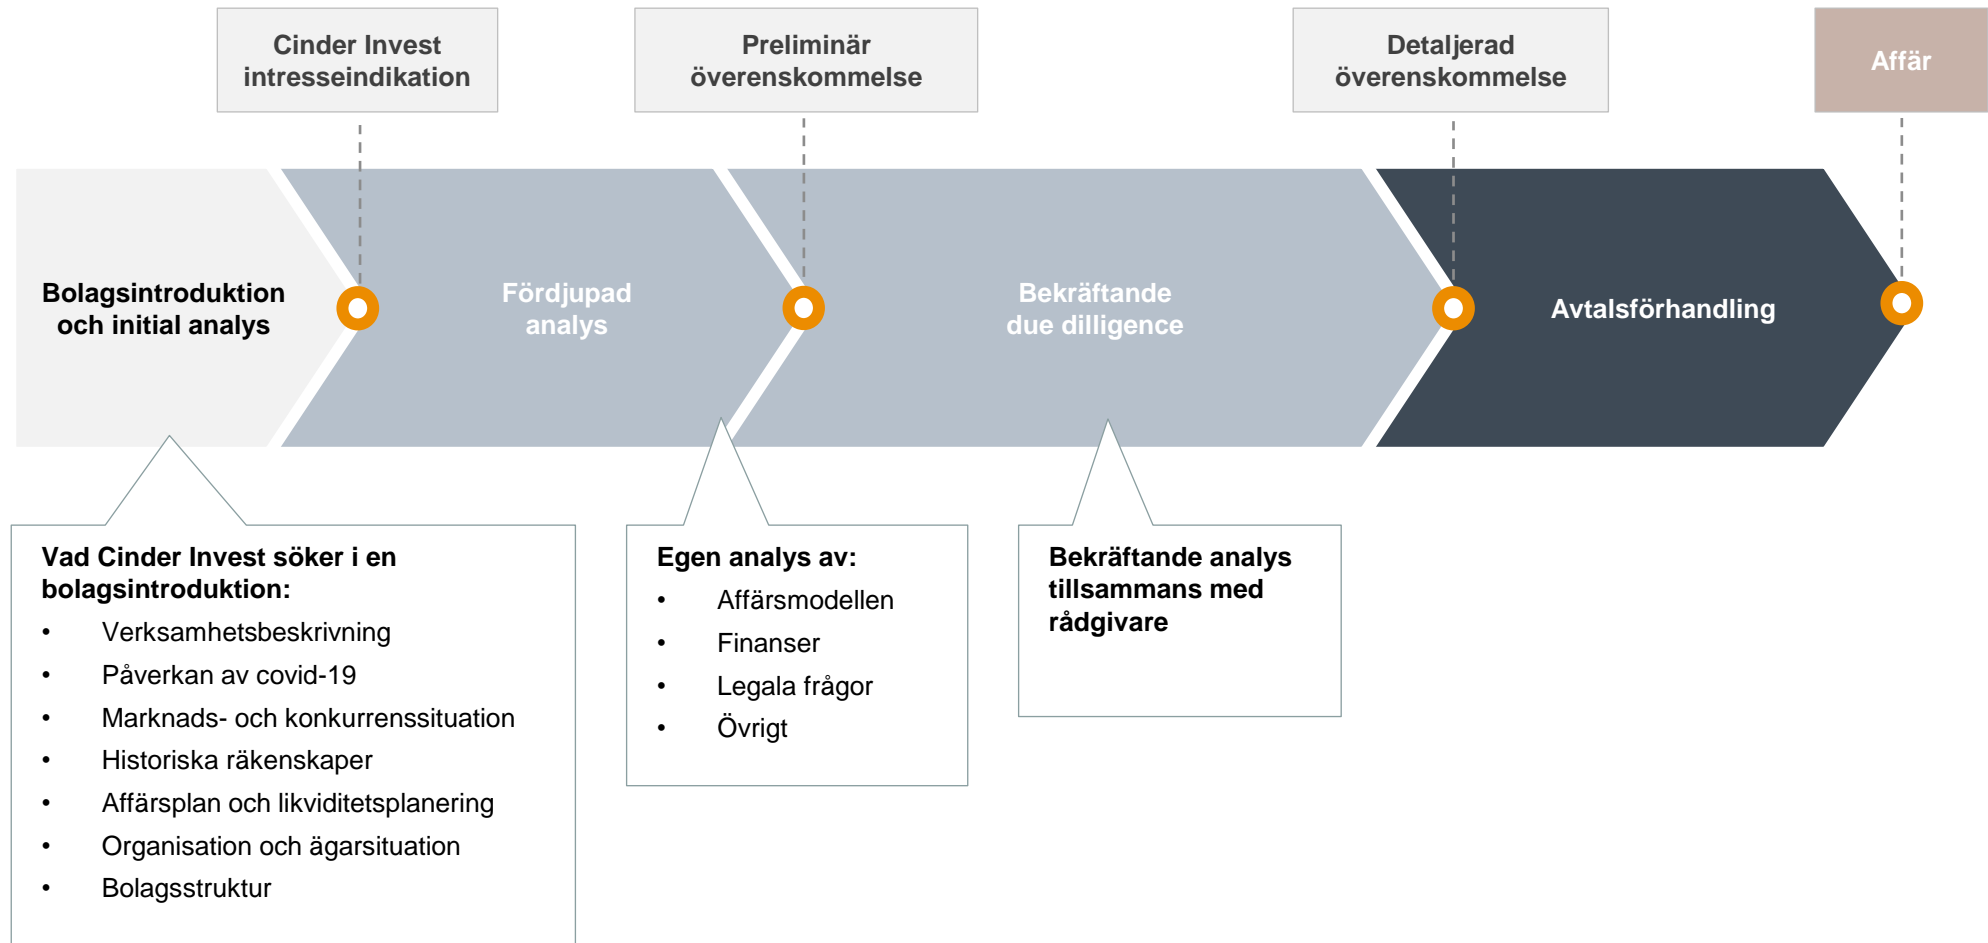 Cinder Invest
intresseindikation
Preliminär
överenskommelse
Detaljerad
överenskommelse
Affär
Bolagsintroduktion
och initial analys
Fördjupad
analys
Bekräftande
due dilligence
Avtalsförhandling
Vad Cinder Invest söker i en
bolagsintroduktion:
• Verksamhetsbeskrivning
• Påverkan av covid-19
• Marknads- och konkurrenssituation
• Historiska räkenskaper
• Affärsplan och likviditetsplanering
• Organisation och ägarsituation
• Bolagsstruktur
Egen analys av:
• Affärsmodellen
• Finanser
• Legala frågor
• Övrigt
Bekräftande analys
tillsammans med
rådgivare